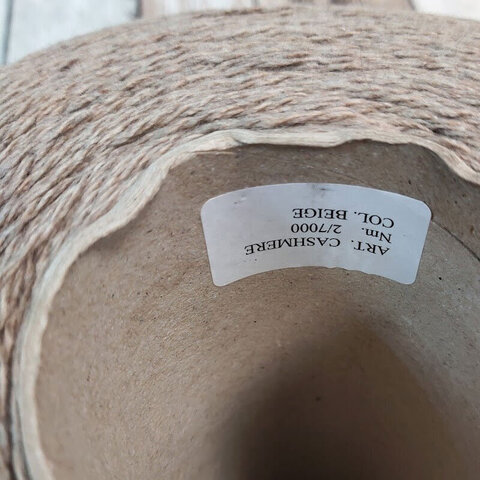 ART. CASHMERE
Nm. 2/7000
COL. BEIGE